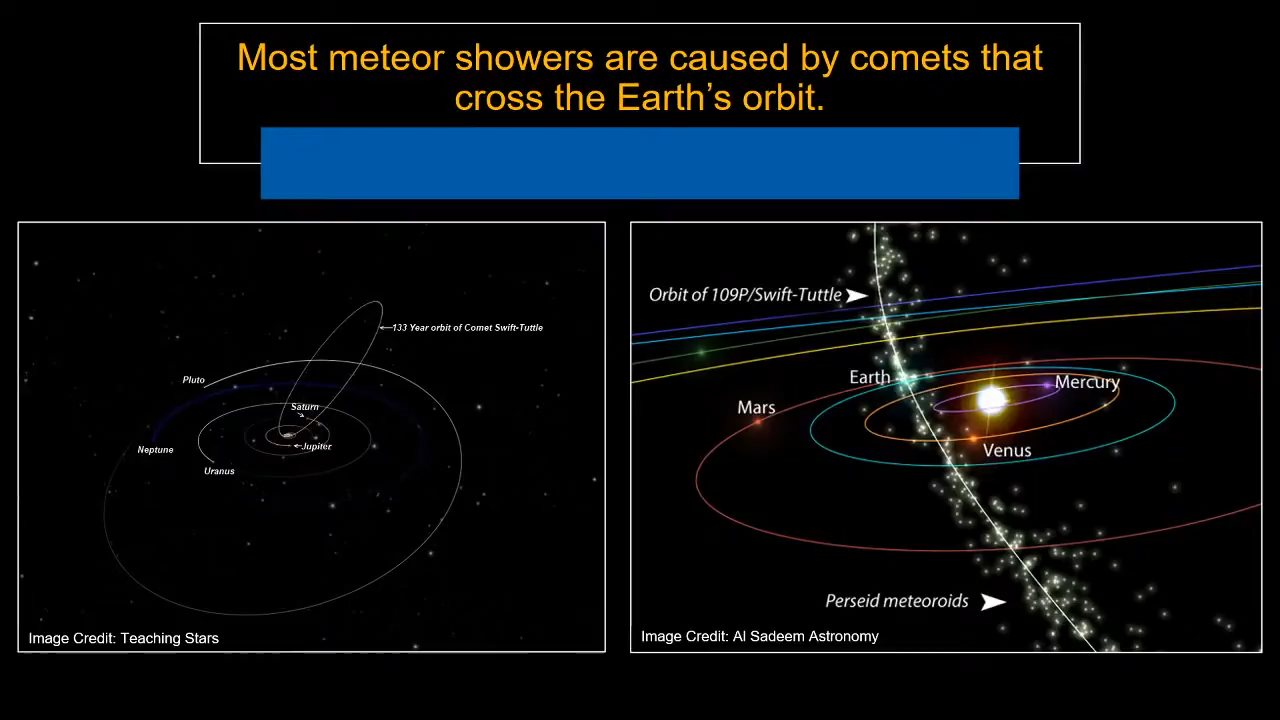 Most meteor showers are caused by comets that
cross the Earth’s orbit.
133 Year orbit of Comet Swift-Tuttle
Pluto
Saturn
Jupiter
Neptune
Uranus
Image Credit: Teaching Stars
Orbit of 109P/Swift-Tuttle
Earth
Mercury
Mars
Venus
Perseid meteoroids
Image Credit: Al Sadeem Astronomy